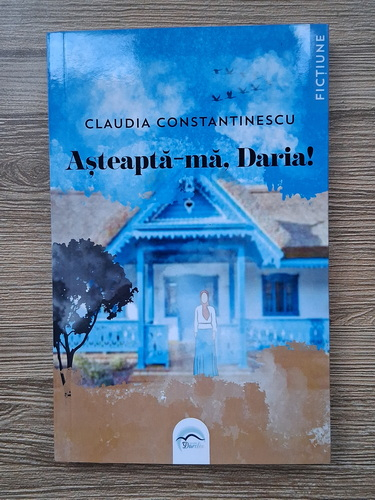 FICȚIUNE
CLAUDIA CONSTANTINESCU
Așteaptă-mă, Daria!